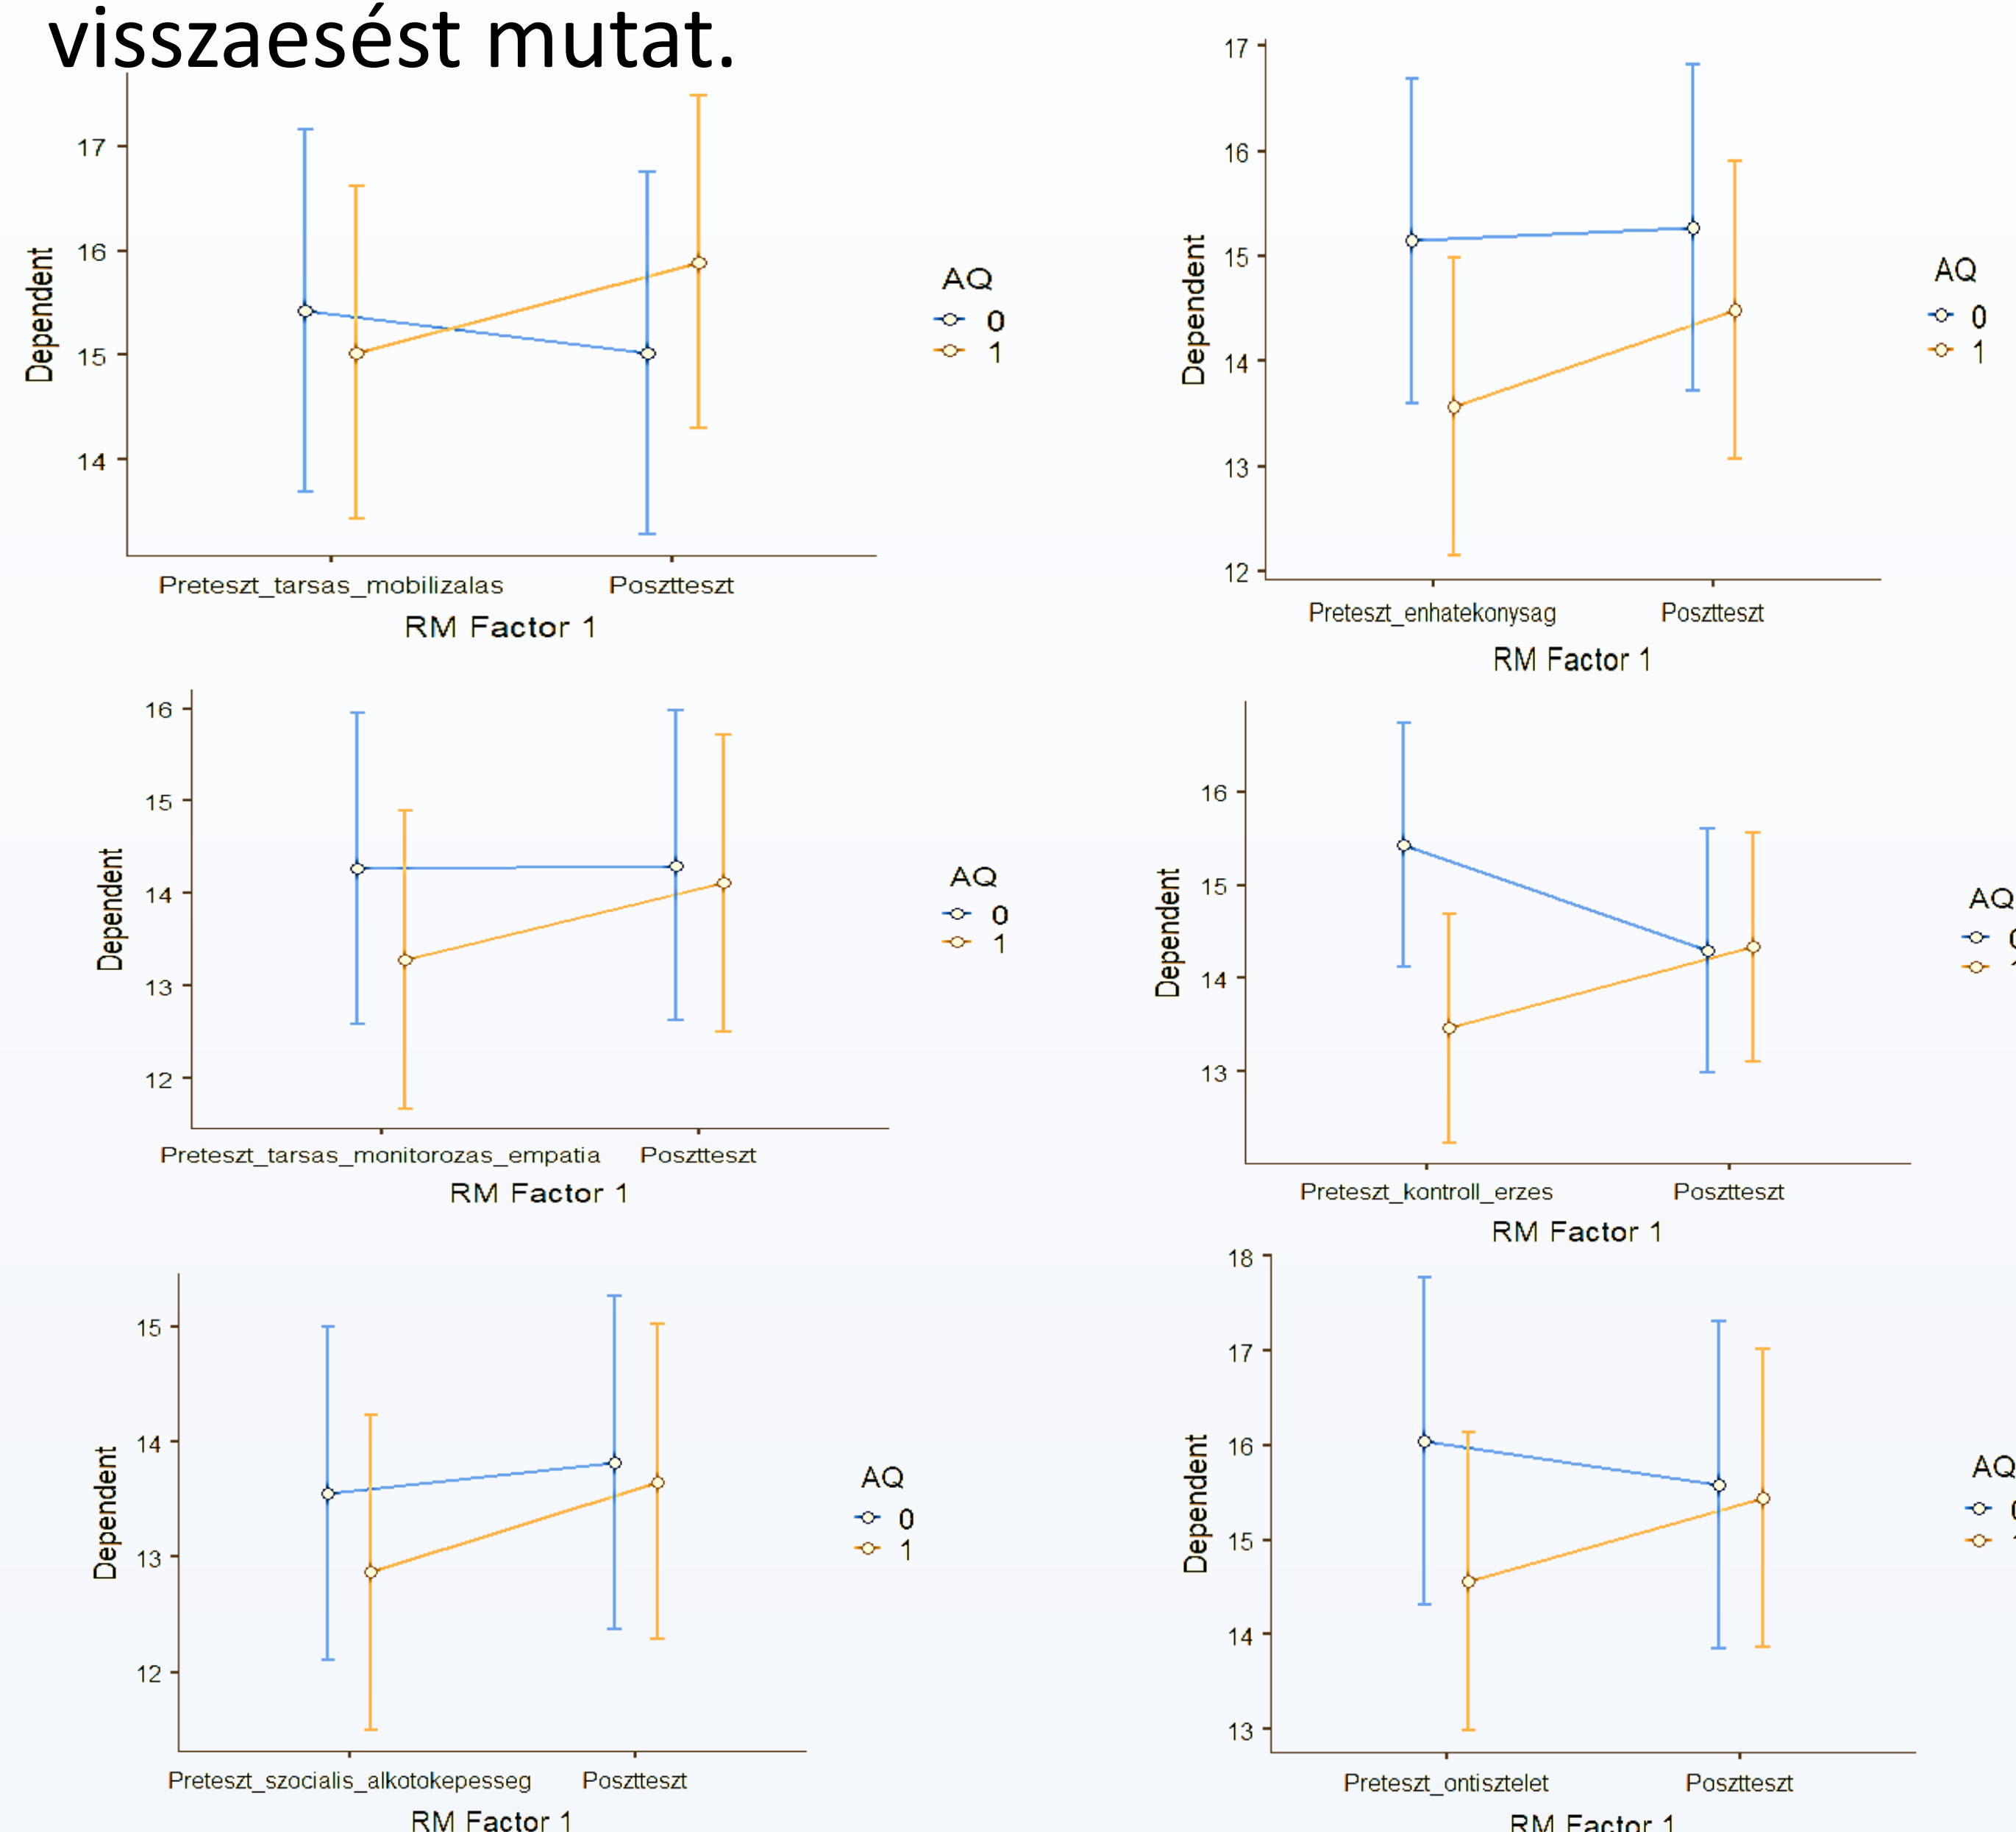 visszaesést mutat.
17
16
15
14
Dependent
Preteszt_tarsas_mobilizalas Posztteszt
RM Factor 1
AQ
0
1
17
16
15
14
13
12
Dependent
Preteszt_enhatekonysag Posztteszt
RM Factor 1
AQ
0
1
16
15
14
13
12
Dependent
Preteszt_tarsas_monitorozas_empatia Posztteszt
RM Factor 1
AQ
0
1
16
15
14
13
Dependent
Preteszt_kontroll_erzes Posztteszt
RM Factor 1
AQ
15
14
13
12
Dependent
Preteszt_szocialis_alkotokepesseg Posztteszt
RM Factor 1
AQ
0
1
18
17
16
15
14
13
Dependent
Preteszt_ontisztelet Posztteszt
RM Factor 1
AQ